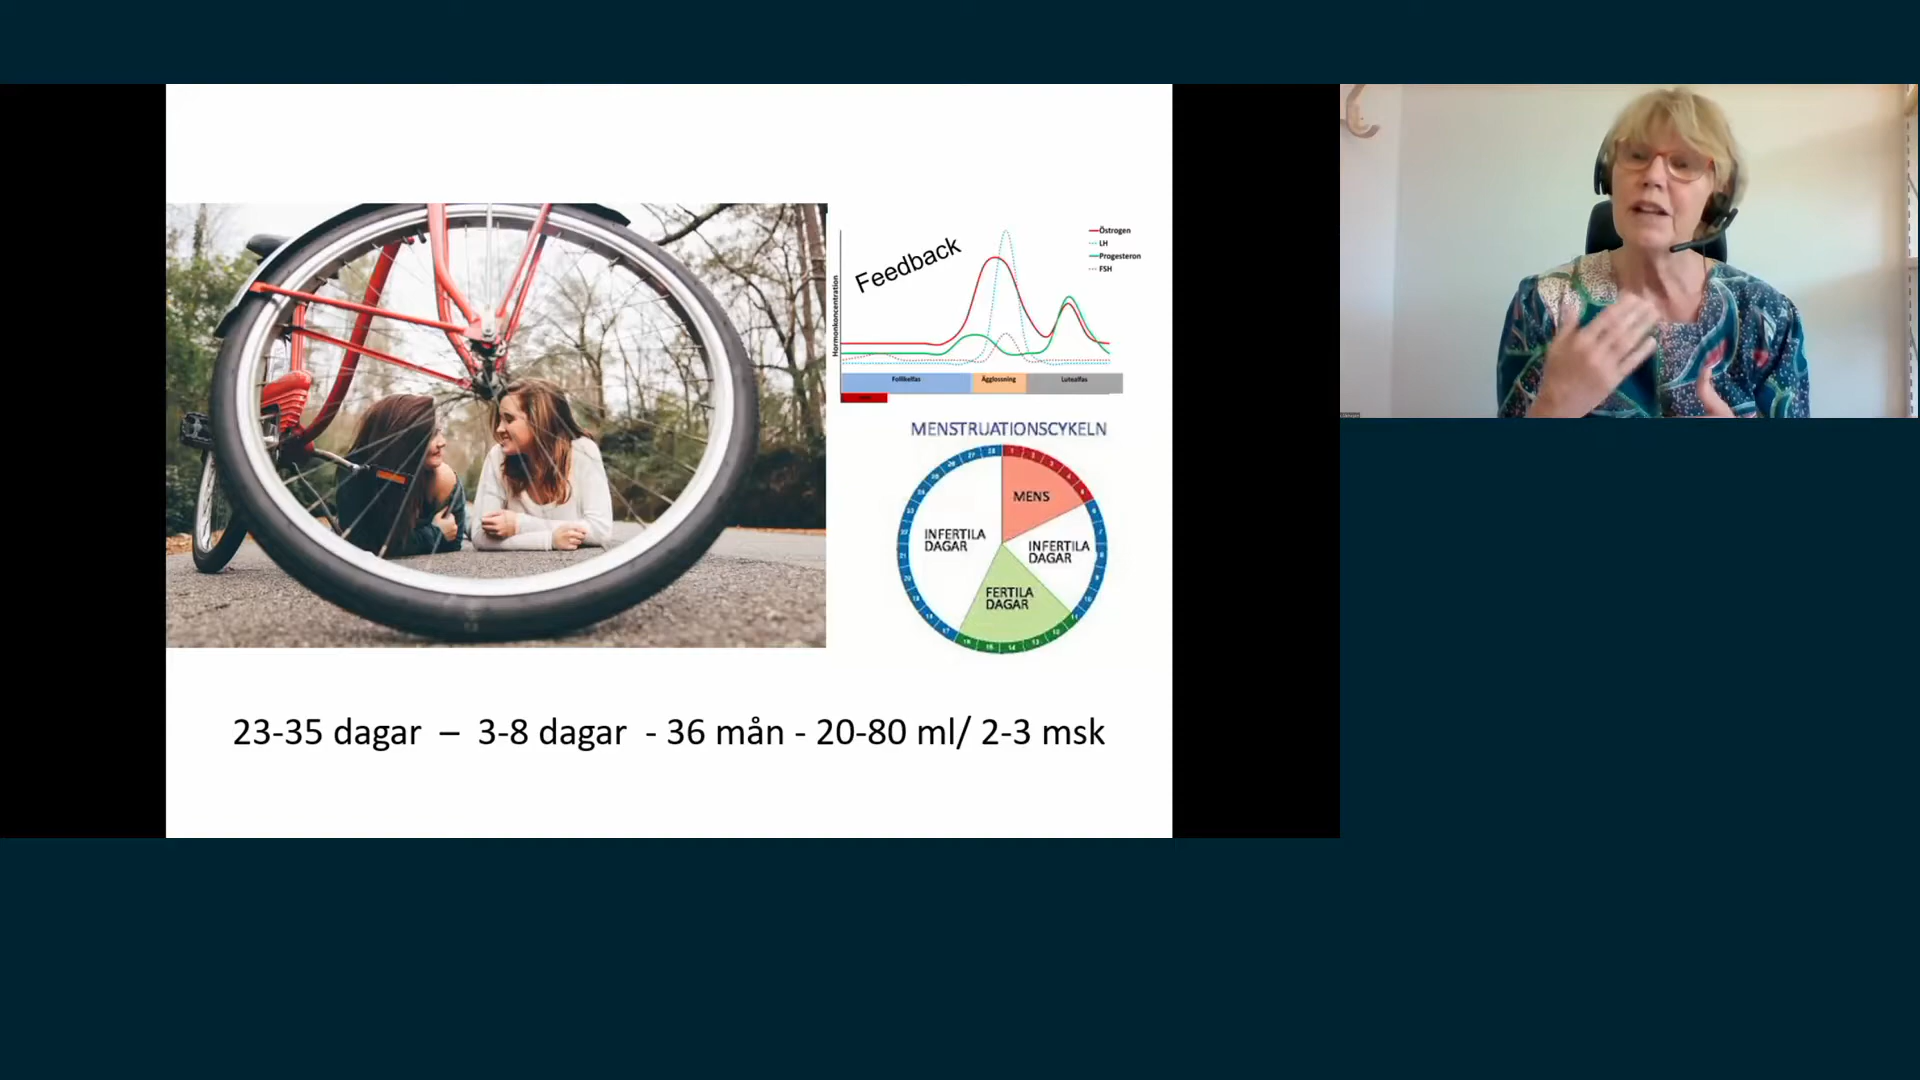 Feedback
Östrogen
LH
Progesteron
FSH
Hormonkoncentration
Follikelfas
Ägglossning
Lutealfas
MENSTRUATIONSCYKELN
MENS
INFERTILA
DAGAR
INFERTILA
DAGAR
FERTILA
DAGAR
23-35 dagar – 3-8 dagar - 36 mån - 20-80 ml/ 2-3 msk